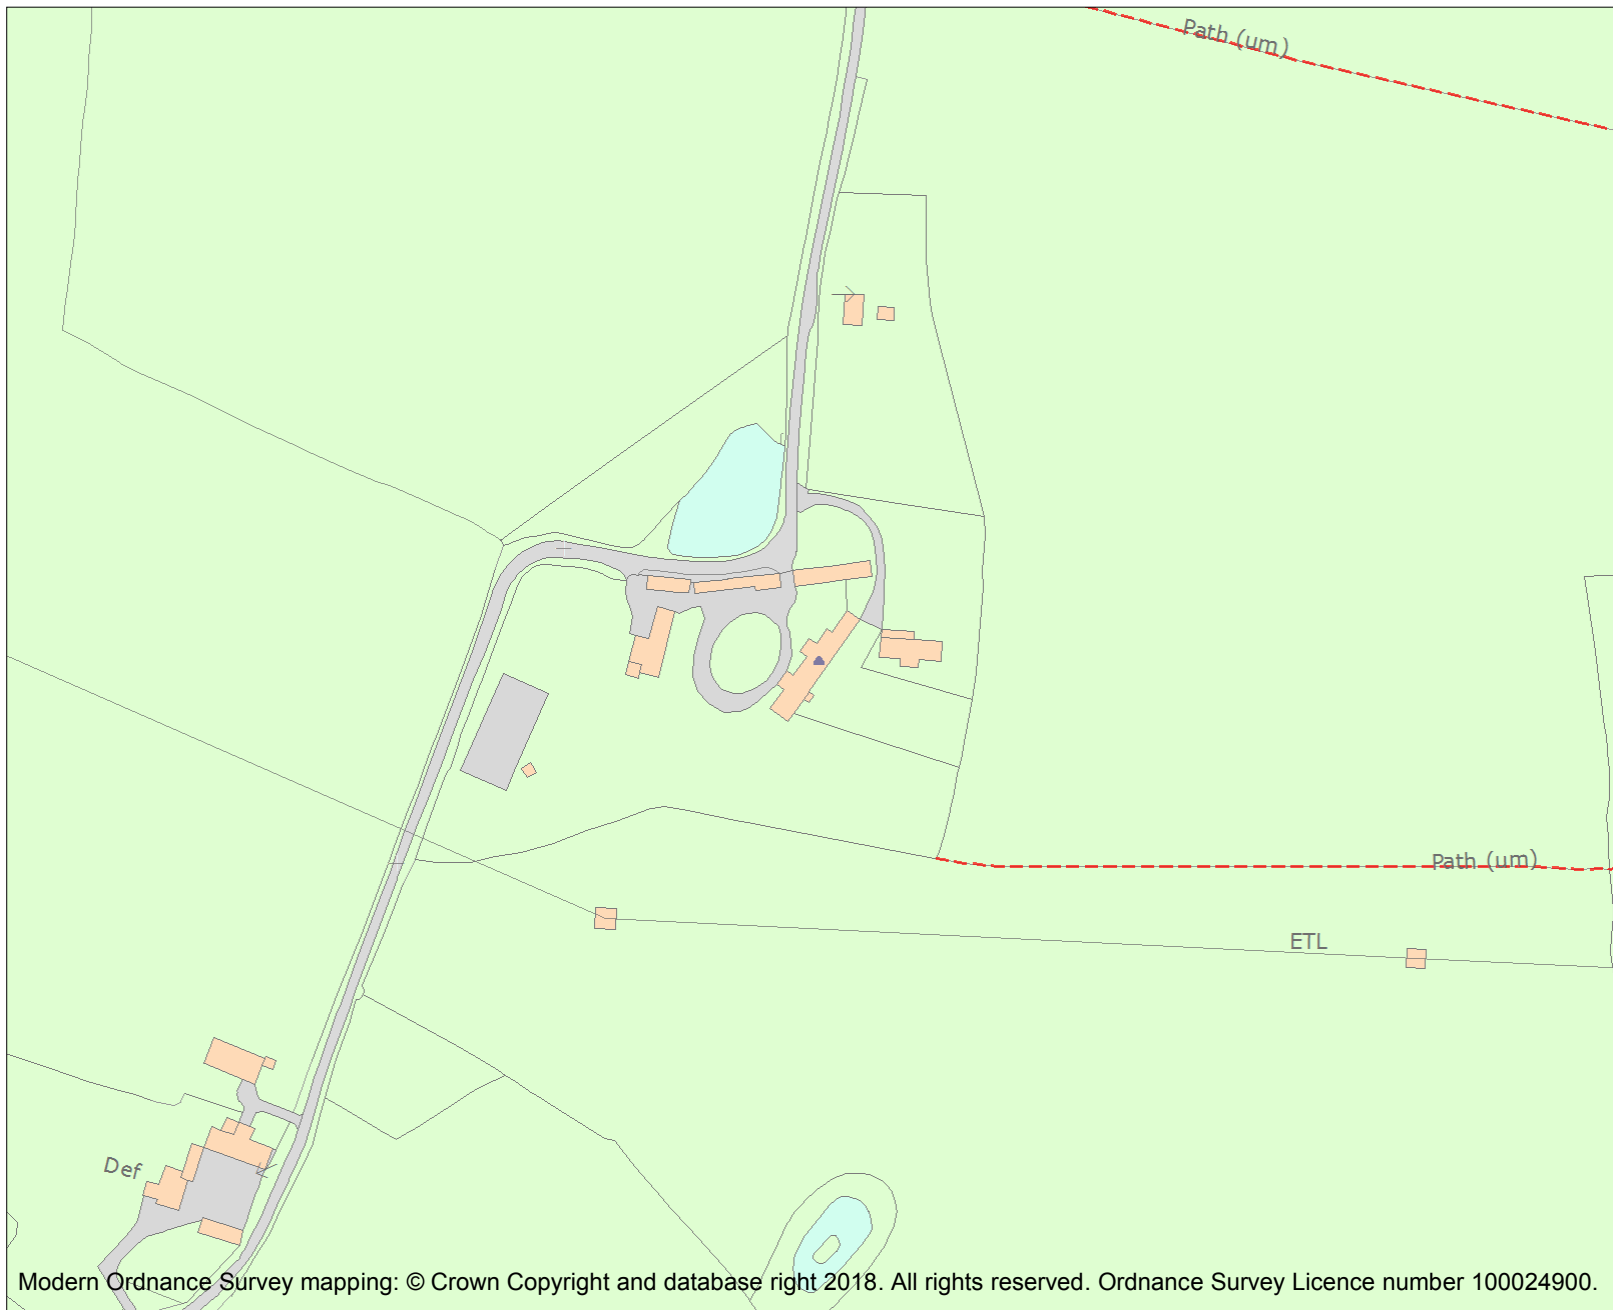 Path (um)
Path (um)
ETL
Def
Modern Ordnance Survey mapping: © Crown Copyright and database right 2018. All rights reserved. Ordnance Survey Licence number 100024900.